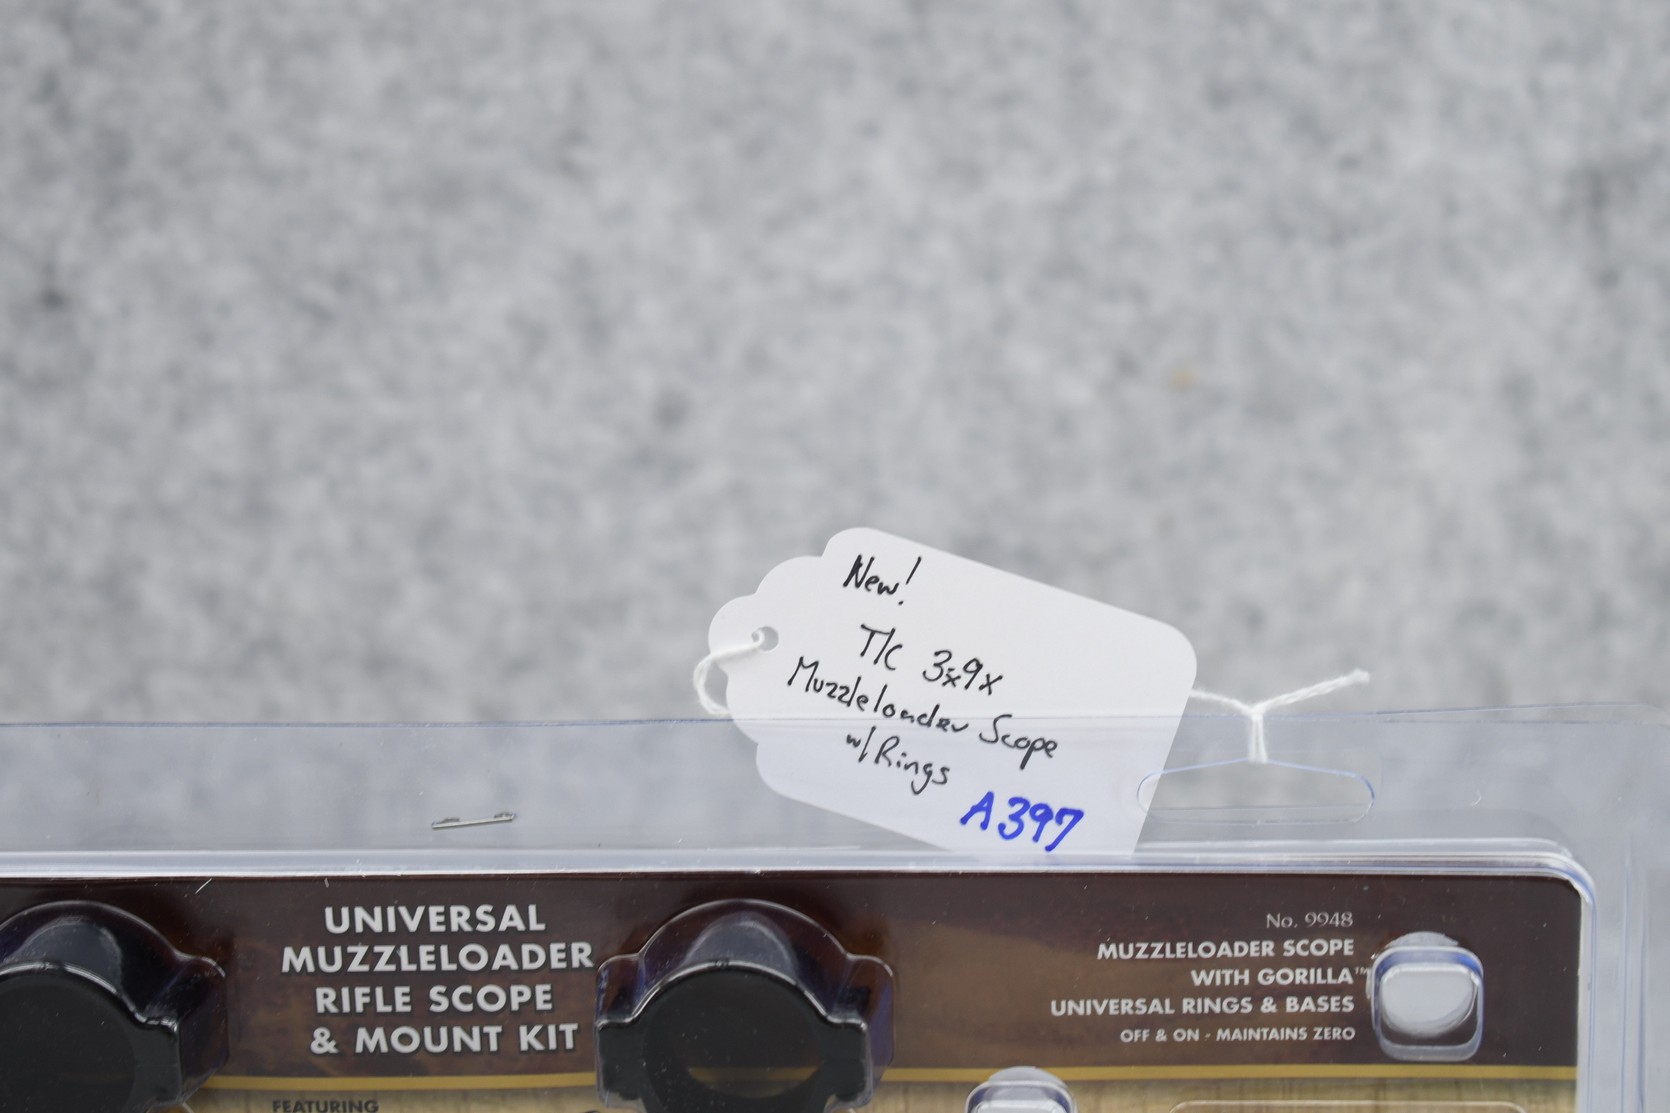 New!
T/C 3x9x
Muzzleloader Scope
w/Rings
A397
UNIVERSAL
MUZZLELOADER
RIFLE SCOPE
& MOUNT KIT
No. 9948
MUZZLELOADER SCOPE
WITH GORILLA™
UNIVERSAL RINGS & BASES
OFF & ON - MAINTAINS ZERO
FEATURING